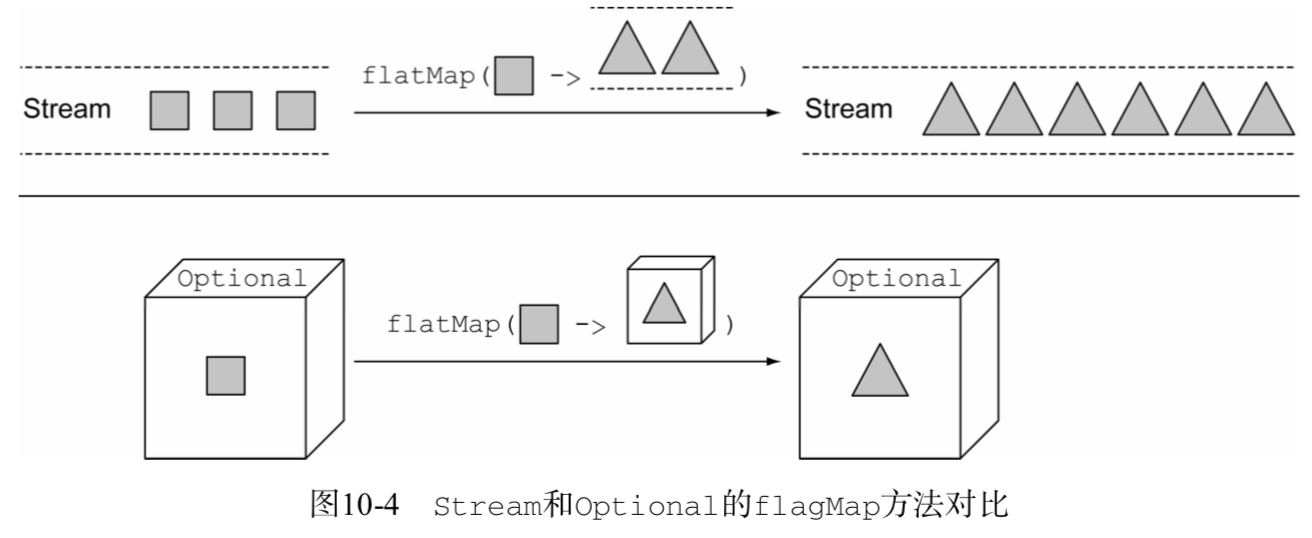 flatMap( -> )
Stream
Stream
Optional
flatMap( -> )
Optional
图10-4 Stream和Optional的flagMap方法对比